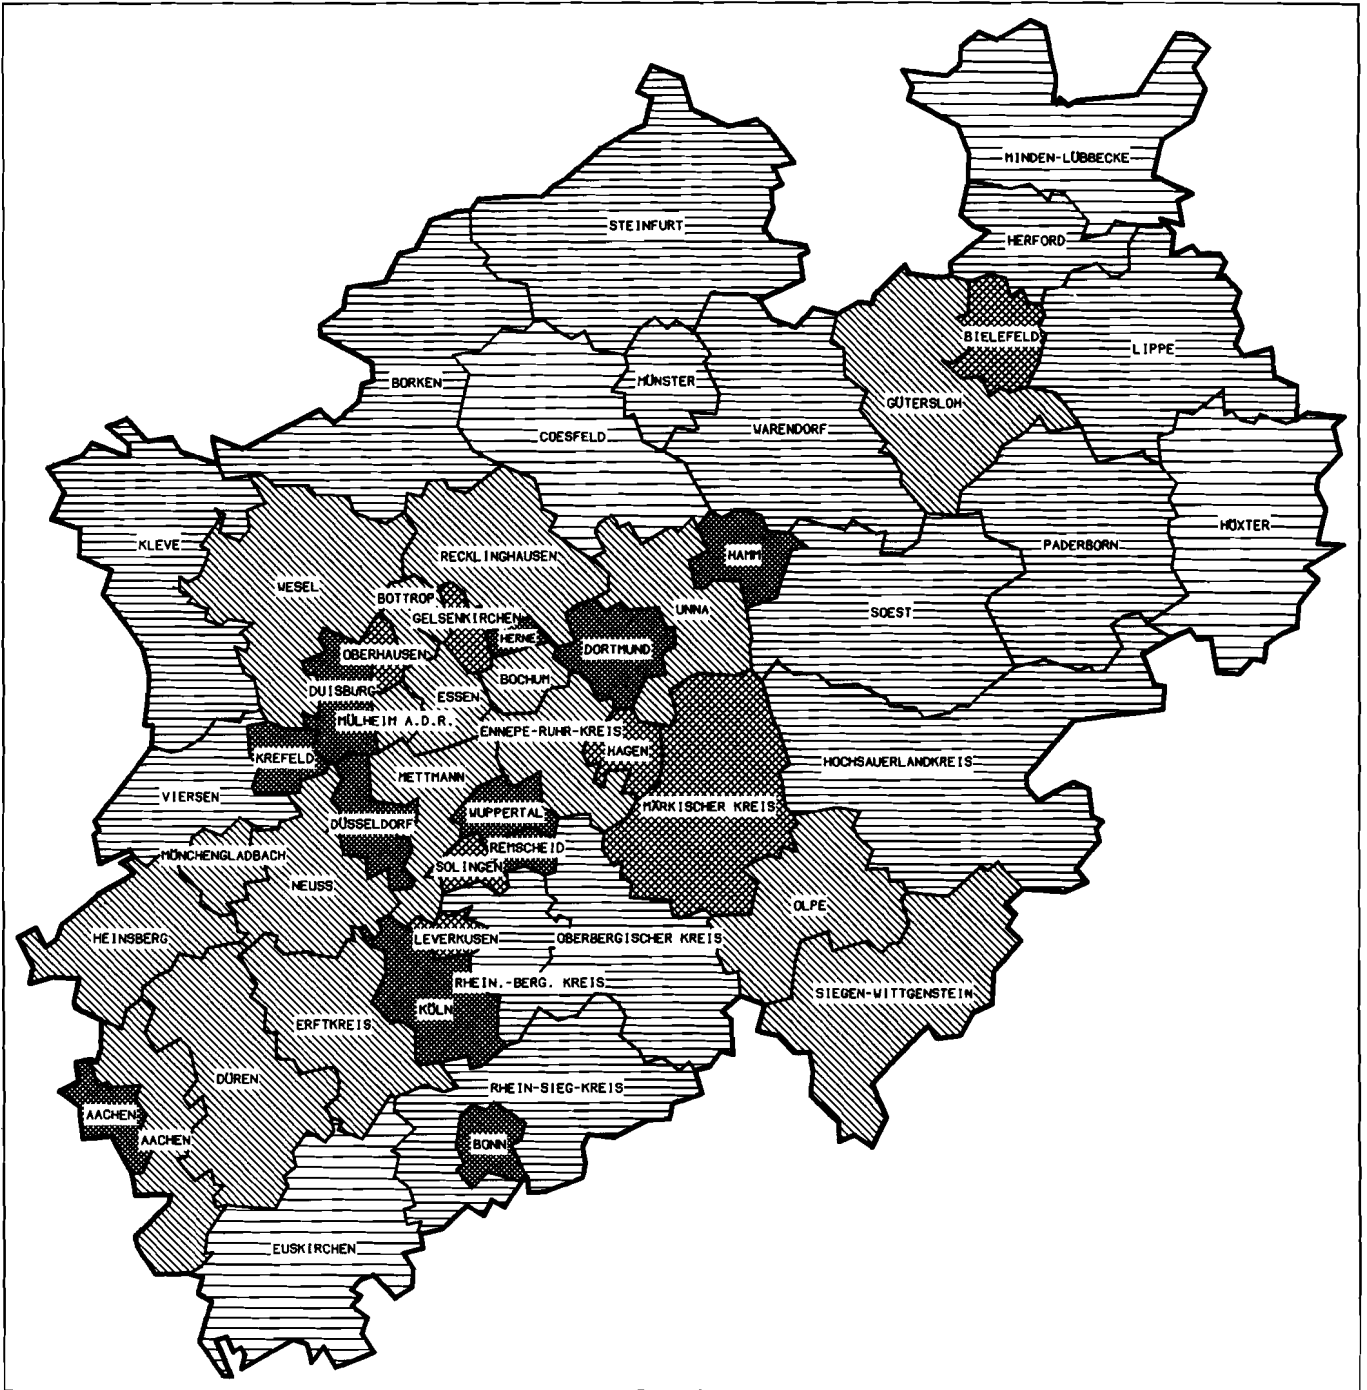 MINDEN-LÜBBECKE
STEINFURT
HERFORD
BIELEFELD
LIPPE
BORKEN
MÜNSTER
GÜTERSLOH
COESFELD
WARENDORF
HÖXTER
KLEVE
PADERBORN
RECKLINGHAUSEN
HAMM
WESEL
BOTTROP
UNNA
SOEST
GELSENKIRCHEN
HERNE
DORTMUND
OBERHAUSEN
BOCHUM
DUISBURG
ESSEN
MÜLHEIM A.D.R.
ENNEPE-RUHR-KREIS
HAGEN
KREFELD
HOCHSAUERLANDKREIS
METTMANN
VIERSEN
MÄRKISCHER KREIS
WUPPERTAL
DÜSSELDORF
REMSCHEID
MÖNCHENGLADBACH
SOLINGEN
NEUSS
OLPE
HEINSBERG
LEVERKUSEN
OBERBERGISCHER KREIS
RHEIN.-BERG. KREIS
SIEGEN-WITTGENSTEIN
KÖLN
ERFTKREIS
DÜREN
RHEIN-SIEG-KREIS
AACHEN
AACHEN
BONN
EUSKIRCHEN